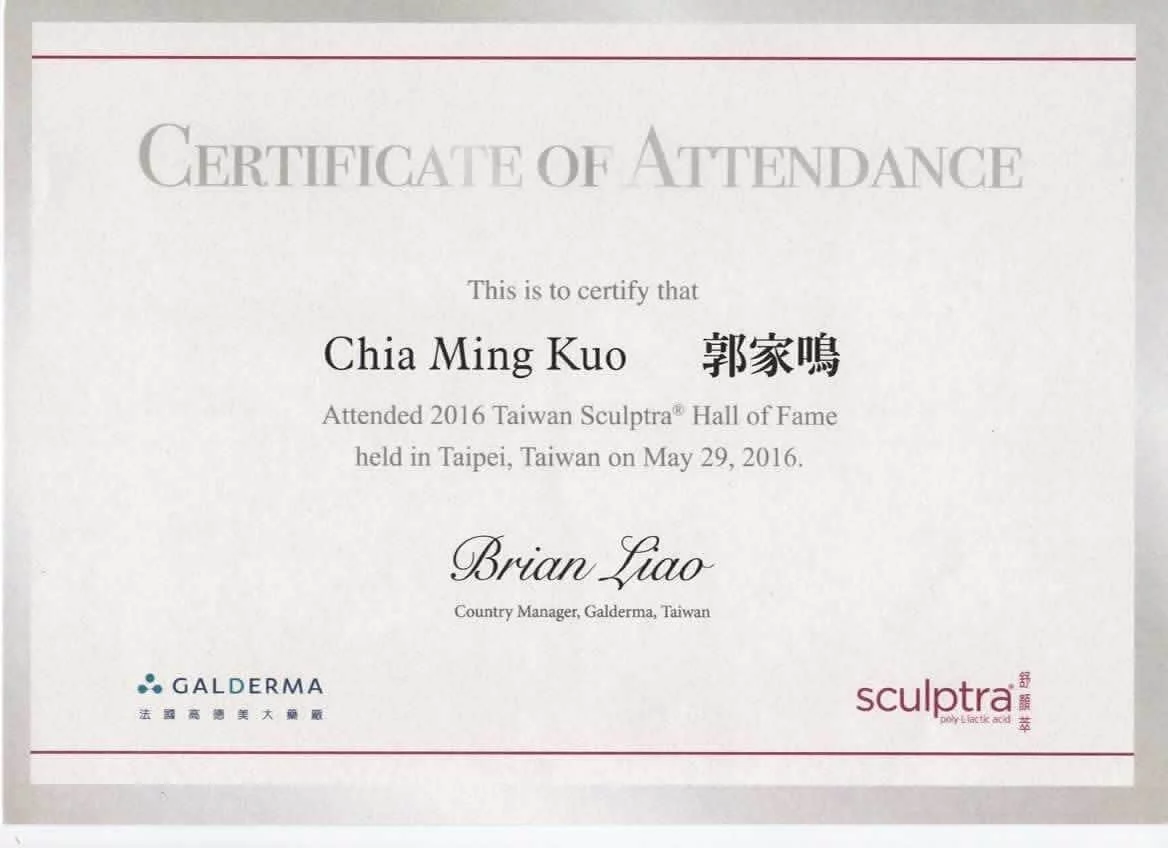 CERTIFICATE OF ATTENDANCE
This is to certify that
Chia Ming Kuo 郭家鳴
Attended 2016 Taiwan Sculptra® Hall of Fame
held in Taipei, Taiwan on May 29, 2016.
Brian Liao
Country Manager, Galderma, Taiwan
GALDERMA
法國高德美大藥廠
sculptra®
poly-L-lactic acid
舒顏萃